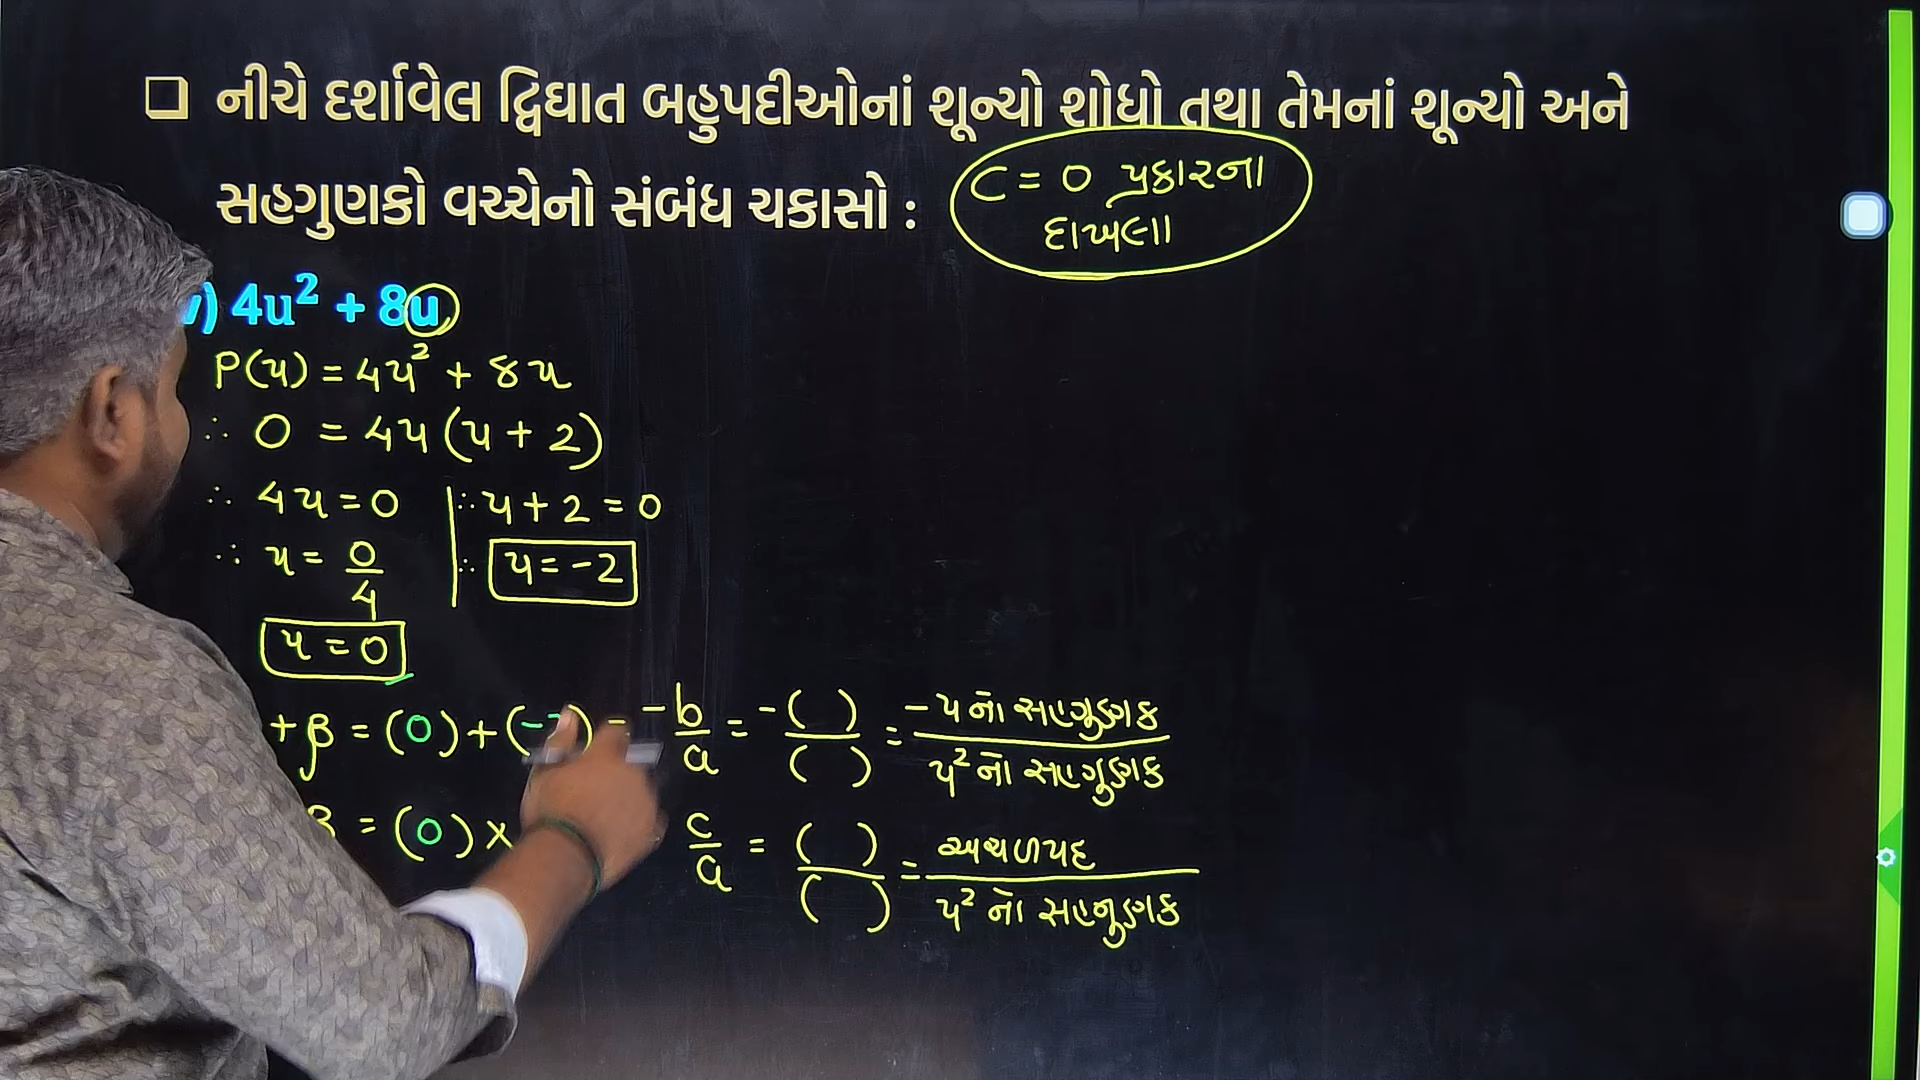 ❑ નીચે દર્શાવેલ દ્વિઘાત બહુપદીઓનાં શૂન્યો શોધો તથા તેમનાં શૂન્યો અને
સહગુણકો વચ્ચેનો સંબંધ ચકાસો :
C = 0 પ્રકારના
દાખલા
v) 4u² + 8u
P(u) = 4u² + 8u
∴ 0 = 4u (u + 2)
∴ 4u = 0 | ∴ u + 2 = 0
∴ u = 0/4 | ∴ u = -2
u = 0
+ β = (0) + (-2) = -b/a = -( )/( ) = -u નો સહગુણક / u² નો સહગુણક
β = (0) × c/a = ( )/( ) = અચળપદ / u² નો સહગુણક